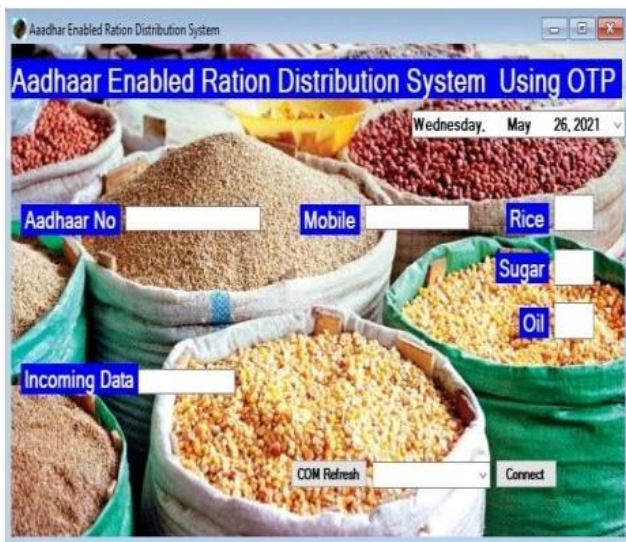 Aaadhar Enabled Ration Distribution System
Aadhaar Enabled Ration Distribution System Using OTP
Wednesday, May 26, 2021
Aadhaar No Mobile Rice
Sugar
Oil
Incoming Data
COM Refresh Connect